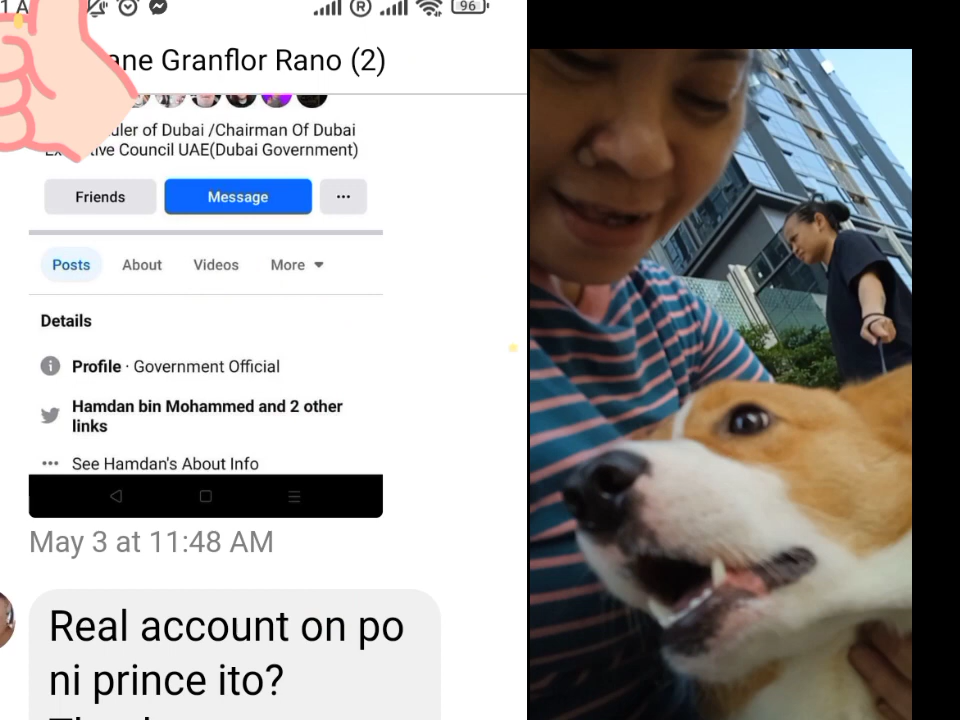 96
ane Granflor Rano (2)
uler of Dubai /Chairman Of Dubai
Council UAE(Dubai Government)
Friends
Message
Posts
About
Videos
More
Details
Profile · Government Official
Hamdan bin Mohammed and 2 other
links
See Hamdan's About Info
May 3 at 11:48 AM
Real account on po
ni prince ito?